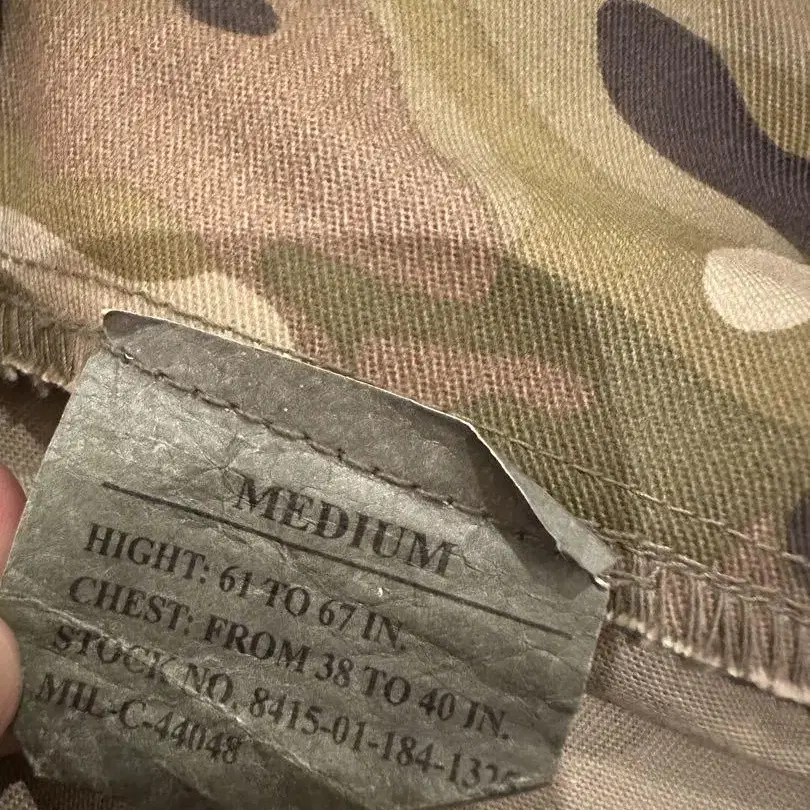 MEDIUM
HIGHT: 61 TO 67 IN.
CHEST: FROM 38 TO 40 IN.
STOCK NO. 8415-01-184-1325
MIL-C-44048